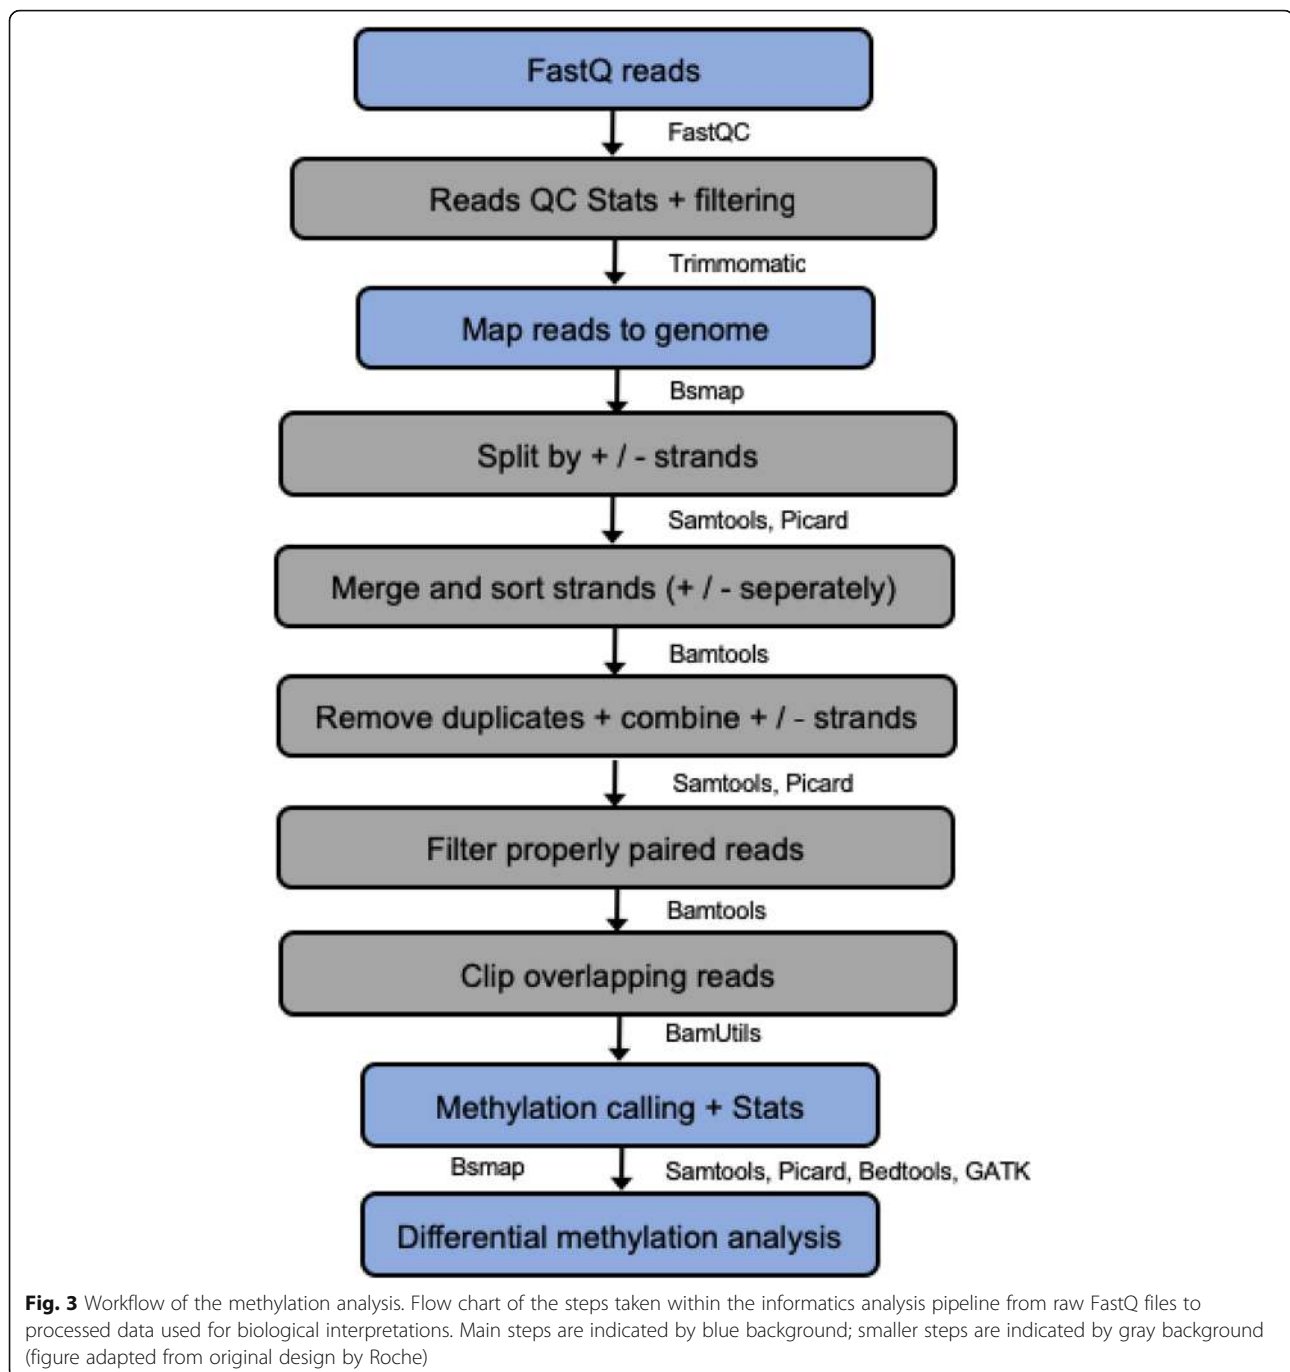 FastQ reads
FastQC
Reads QC Stats + filtering
Trimmomatic
Map reads to genome
Bsmap
Split by + / - strands
Samtools, Picard
Merge and sort strands (+ / - seperately)
Bamtools
Remove duplicates + combine + / - strands
Samtools, Picard
Filter properly paired reads
Bamtools
Clip overlapping reads
BamUtils
Methylation calling + Stats
Bsmap
Samtools, Picard, Bedtools, GATK
Differential methylation analysis
Fig. 3 Workflow of the methylation analysis. Flow chart of the steps taken within the informatics analysis pipeline from raw FastQ files to
processed data used for biological interpretations. Main steps are indicated by blue background; smaller steps are indicated by gray background
(figure adapted from original design by Roche)